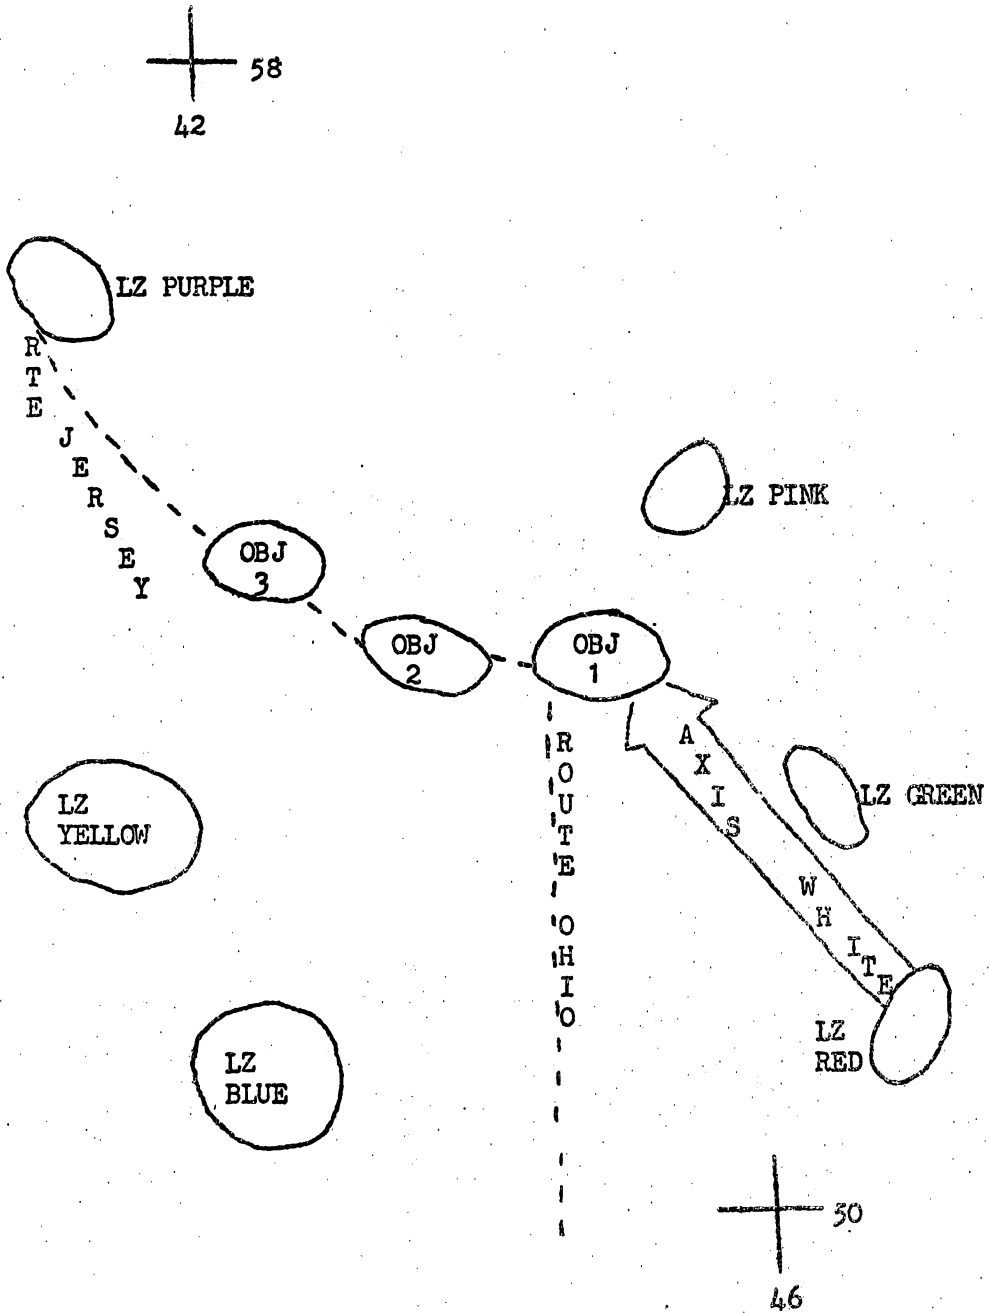 58
42
LZ PURPLE
RTE JERSEY
LZ PINK
OBJ
3
OBJ
2
OBJ
1
AXIS WHITE
ROUTE OHIO
LZ GREEN
LZ
YELLOW
LZ
RED
LZ
BLUE
50
46